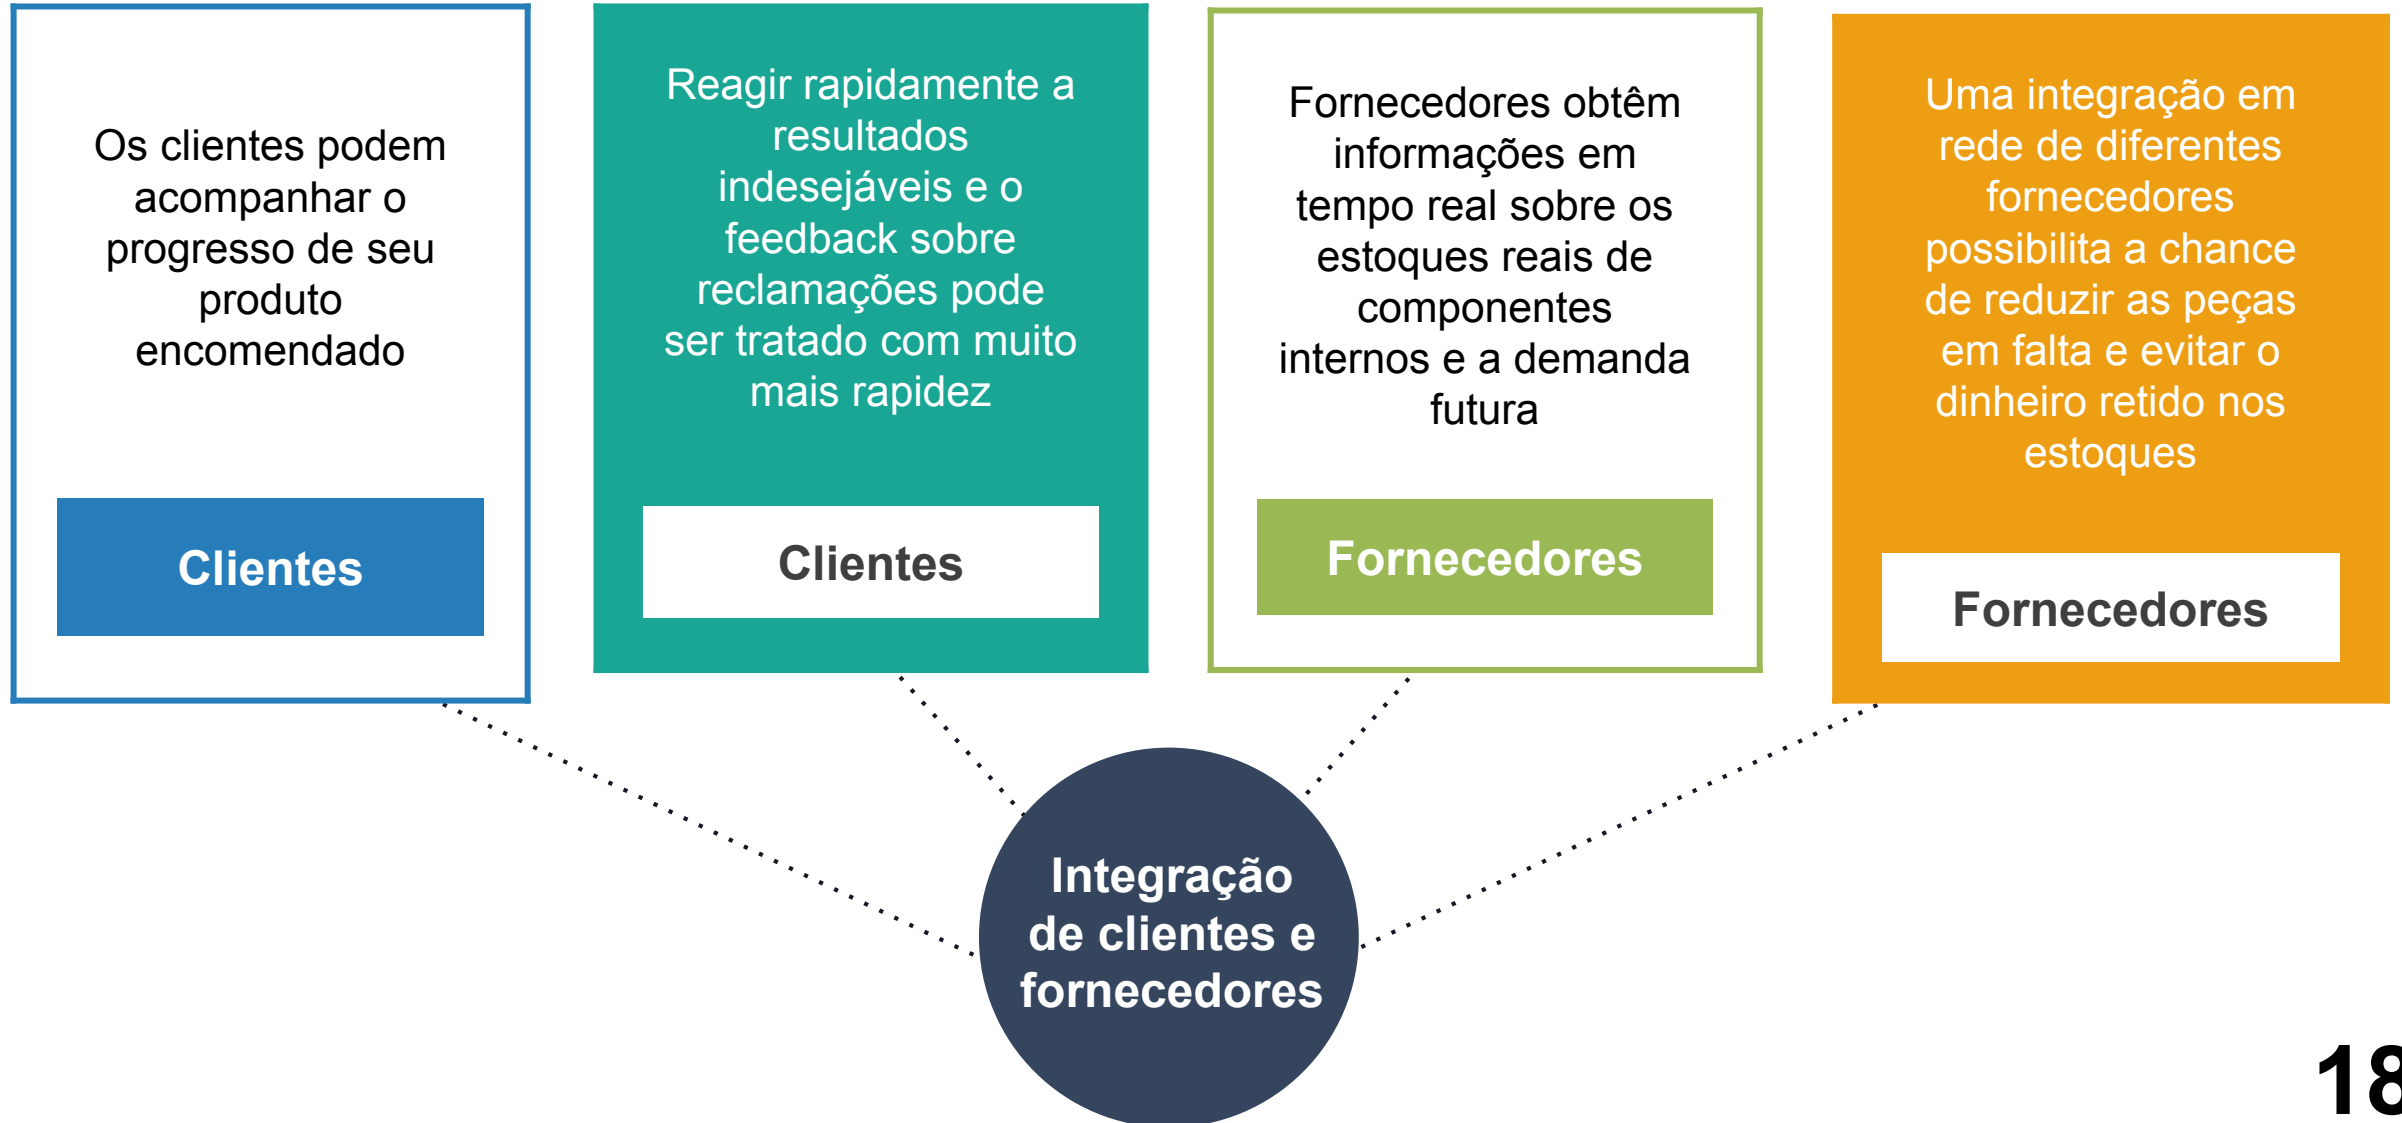 Os clientes podem
acompanhar o
progresso de seu
produto
encomendado
Clientes
Reagir rapidamente a
resultados
indesejáveis e o
feedback sobre
reclamações pode
ser tratado com muito
mais rapidez
Clientes
Fornecedores obtêm
informações em
tempo real sobre os
estoques reais de
componentes
internos e a demanda
futura
Fornecedores
Uma integração em
rede de diferentes
fornecedores
possibilita a chance
de reduzir as peças
em falta e evitar o
dinheiro retido nos
estoques
Fornecedores
Integração
de clientes e
fornecedores
18